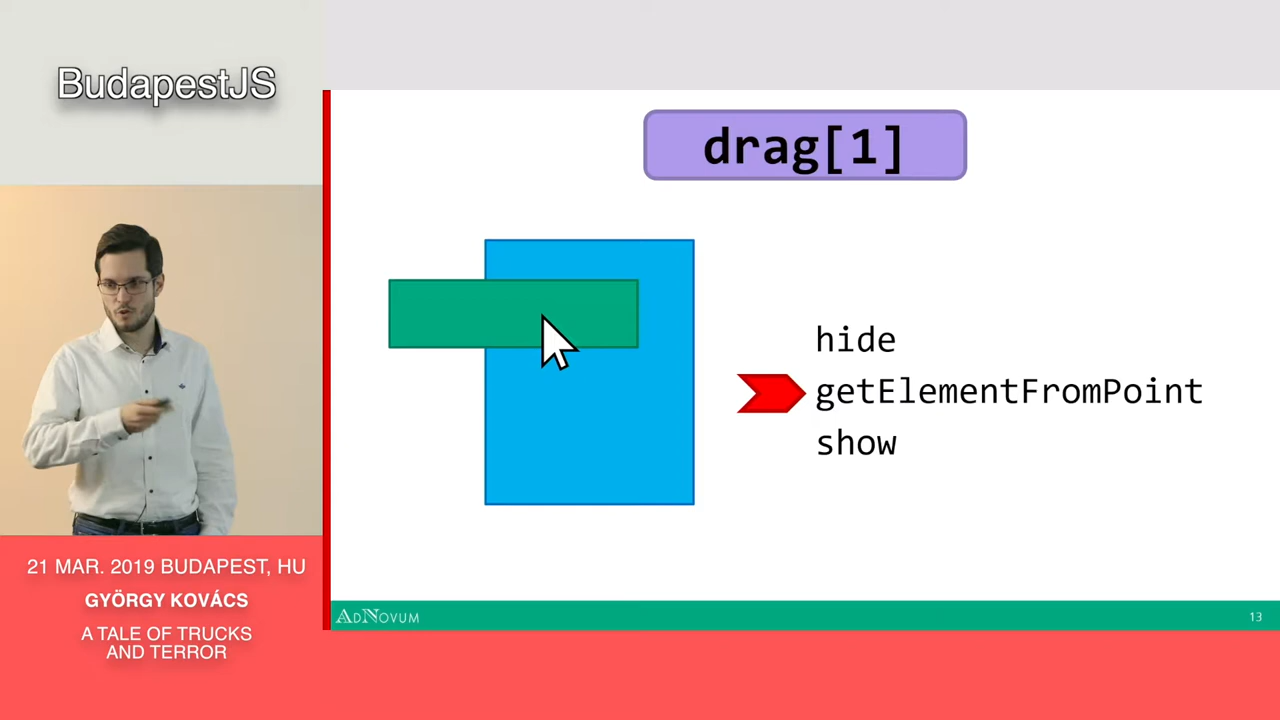 BudapestJS
drag[1]
hide
getElementFromPoint
show
21 MAR. 2019 BUDAPEST, HU
GYÖRGY KOVÁCS
A TALE OF TRUCKS
AND TERROR
ADNOVUM
13